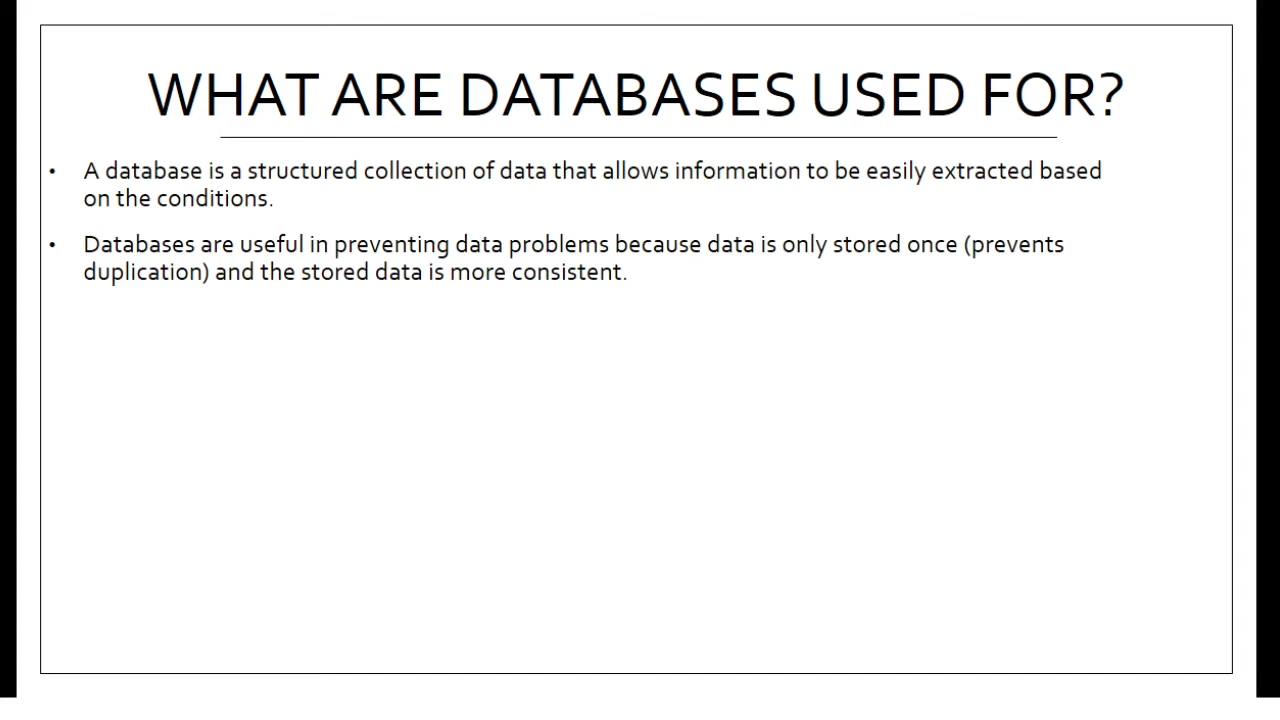 WHAT ARE DATABASES USED FOR?
• A database is a structured collection of data that allows information to be easily extracted based
on the conditions.
• Databases are useful in preventing data problems because data is only stored once (prevents
duplication) and the stored data is more consistent.